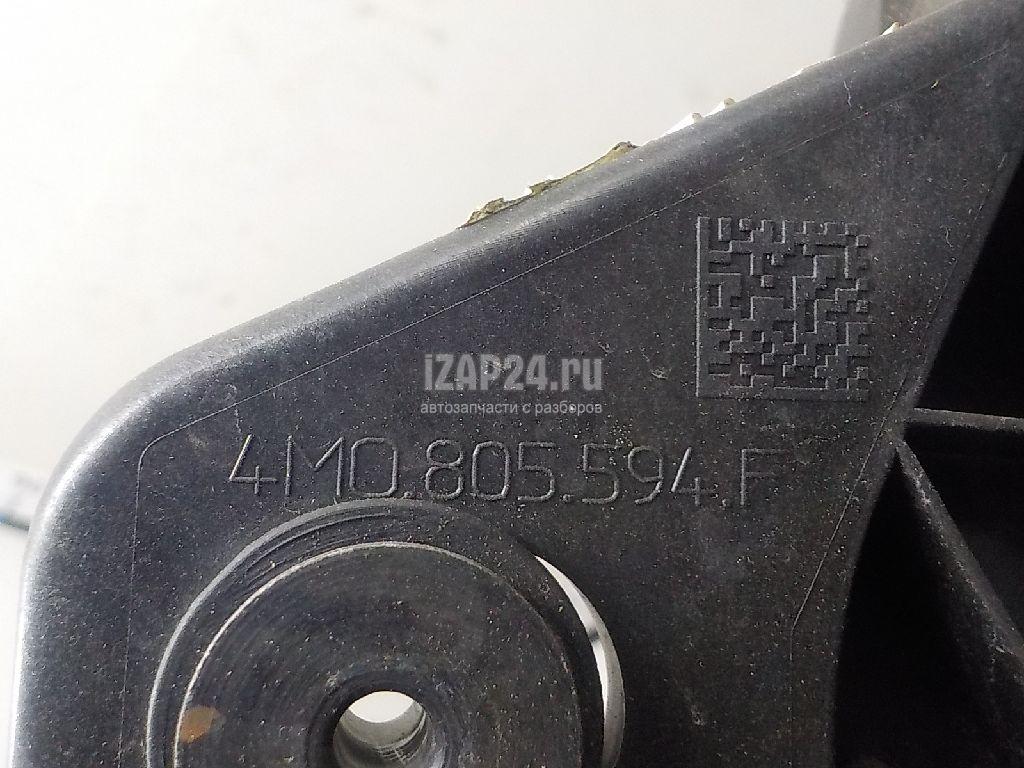 iZAP24.ru
автозапчасти с разборов
4M0.805.594.F